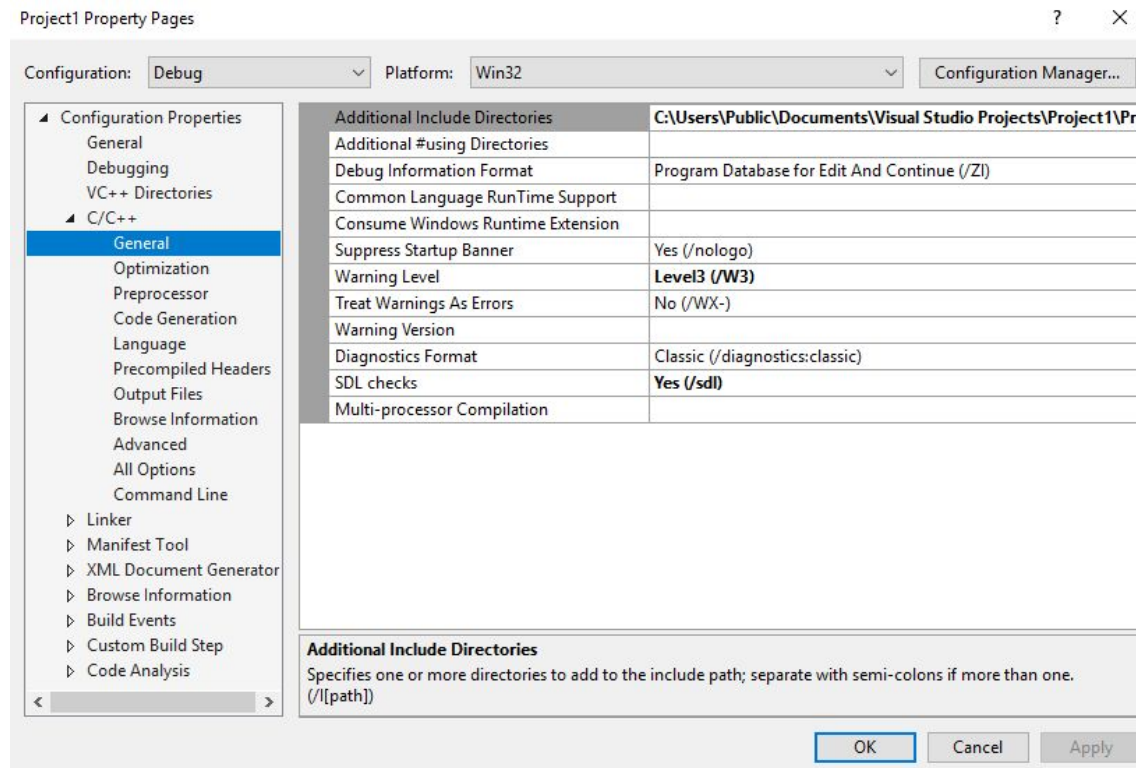 Project1 Property Pages
?
Configuration: Debug Platform: Win32 Configuration Manager...
Configuration Properties
General
Debugging
VC++ Directories
C/C++
General
Optimization
Preprocessor
Code Generation
Language
Precompiled Headers
Output Files
Browse Information
Advanced
All Options
Command Line
Linker
Manifest Tool
XML Document Generator
Browse Information
Build Events
Custom Build Step
Code Analysis
Additional Include Directories C:\Users\Public\Documents\Visual Studio Projects\Project1\Pr
Additional #using Directories
Debug Information Format Program Database for Edit And Continue (/ZI)
Common Language RunTime Support
Consume Windows Runtime Extension
Suppress Startup Banner Yes (/nologo)
Warning Level Level3 (/W3)
Treat Warnings As Errors No (/WX-)
Warning Version
Diagnostics Format Classic (/diagnostics:classic)
SDL checks Yes (/sdl)
Multi-processor Compilation
Additional Include Directories
Specifies one or more directories to add to the include path; separate with semi-colons if more than one.
(/I[path])
OK Cancel Apply